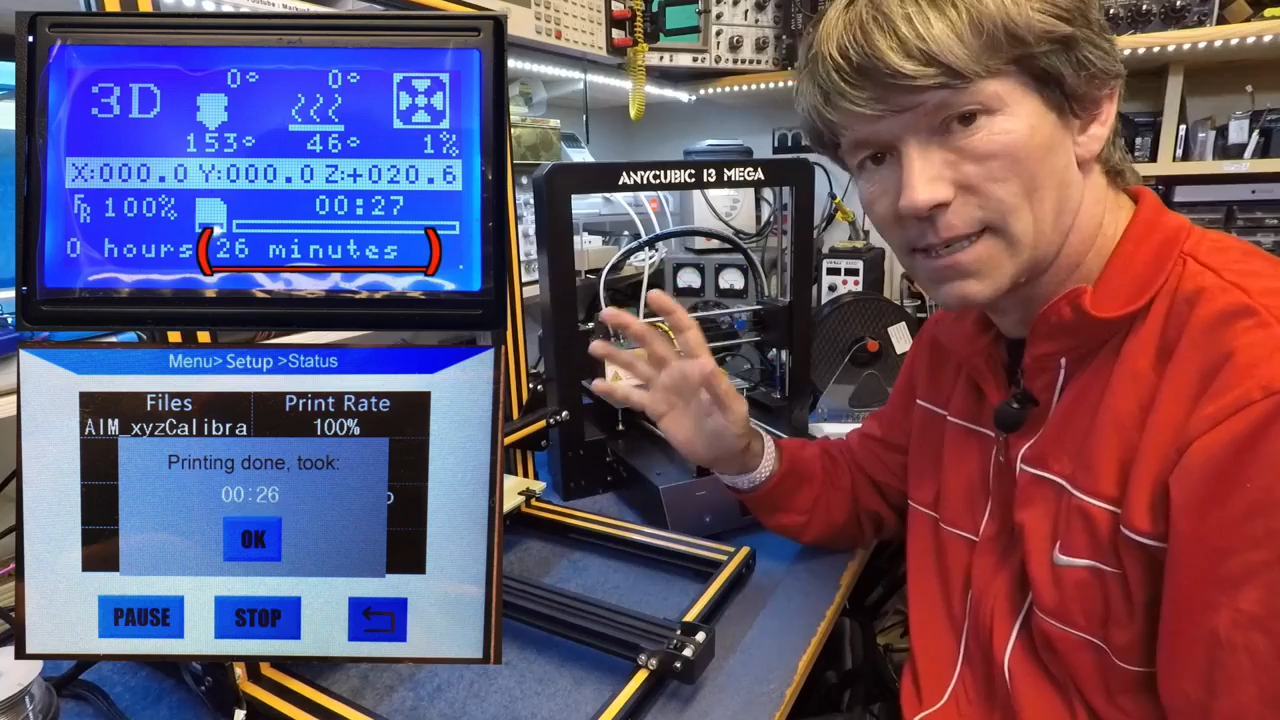 Youtube : Marku
3D
0° 0°
153° 46° 1%
X:000.0 Y:000.0 Z:+020.6
FR 100% 00:27
0 hours 26 minutes
Menu> Setup >Status
Files Print Rate
AIM_xyzCalibra 100%
Printing done, took:
00:26
OK
PAUSE STOP
ANYCUBIC I3 MEGA